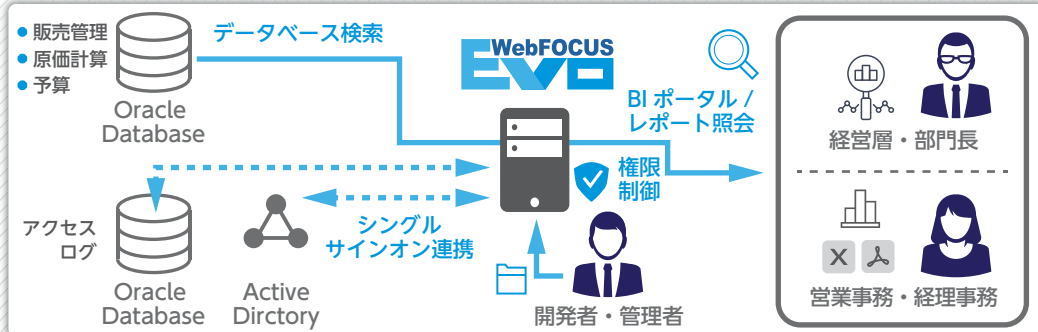 販売管理
原価計算
予算
Oracle
Database
データベース検索
WebFOCUS
EVO
BI ポータル /
レポート照会
経営層・部門長
権限
制御
アクセス
ログ
Oracle
Database
Active
Dirctory
シングル
サインオン連携
開発者・管理者
X
営業事務・経理事務